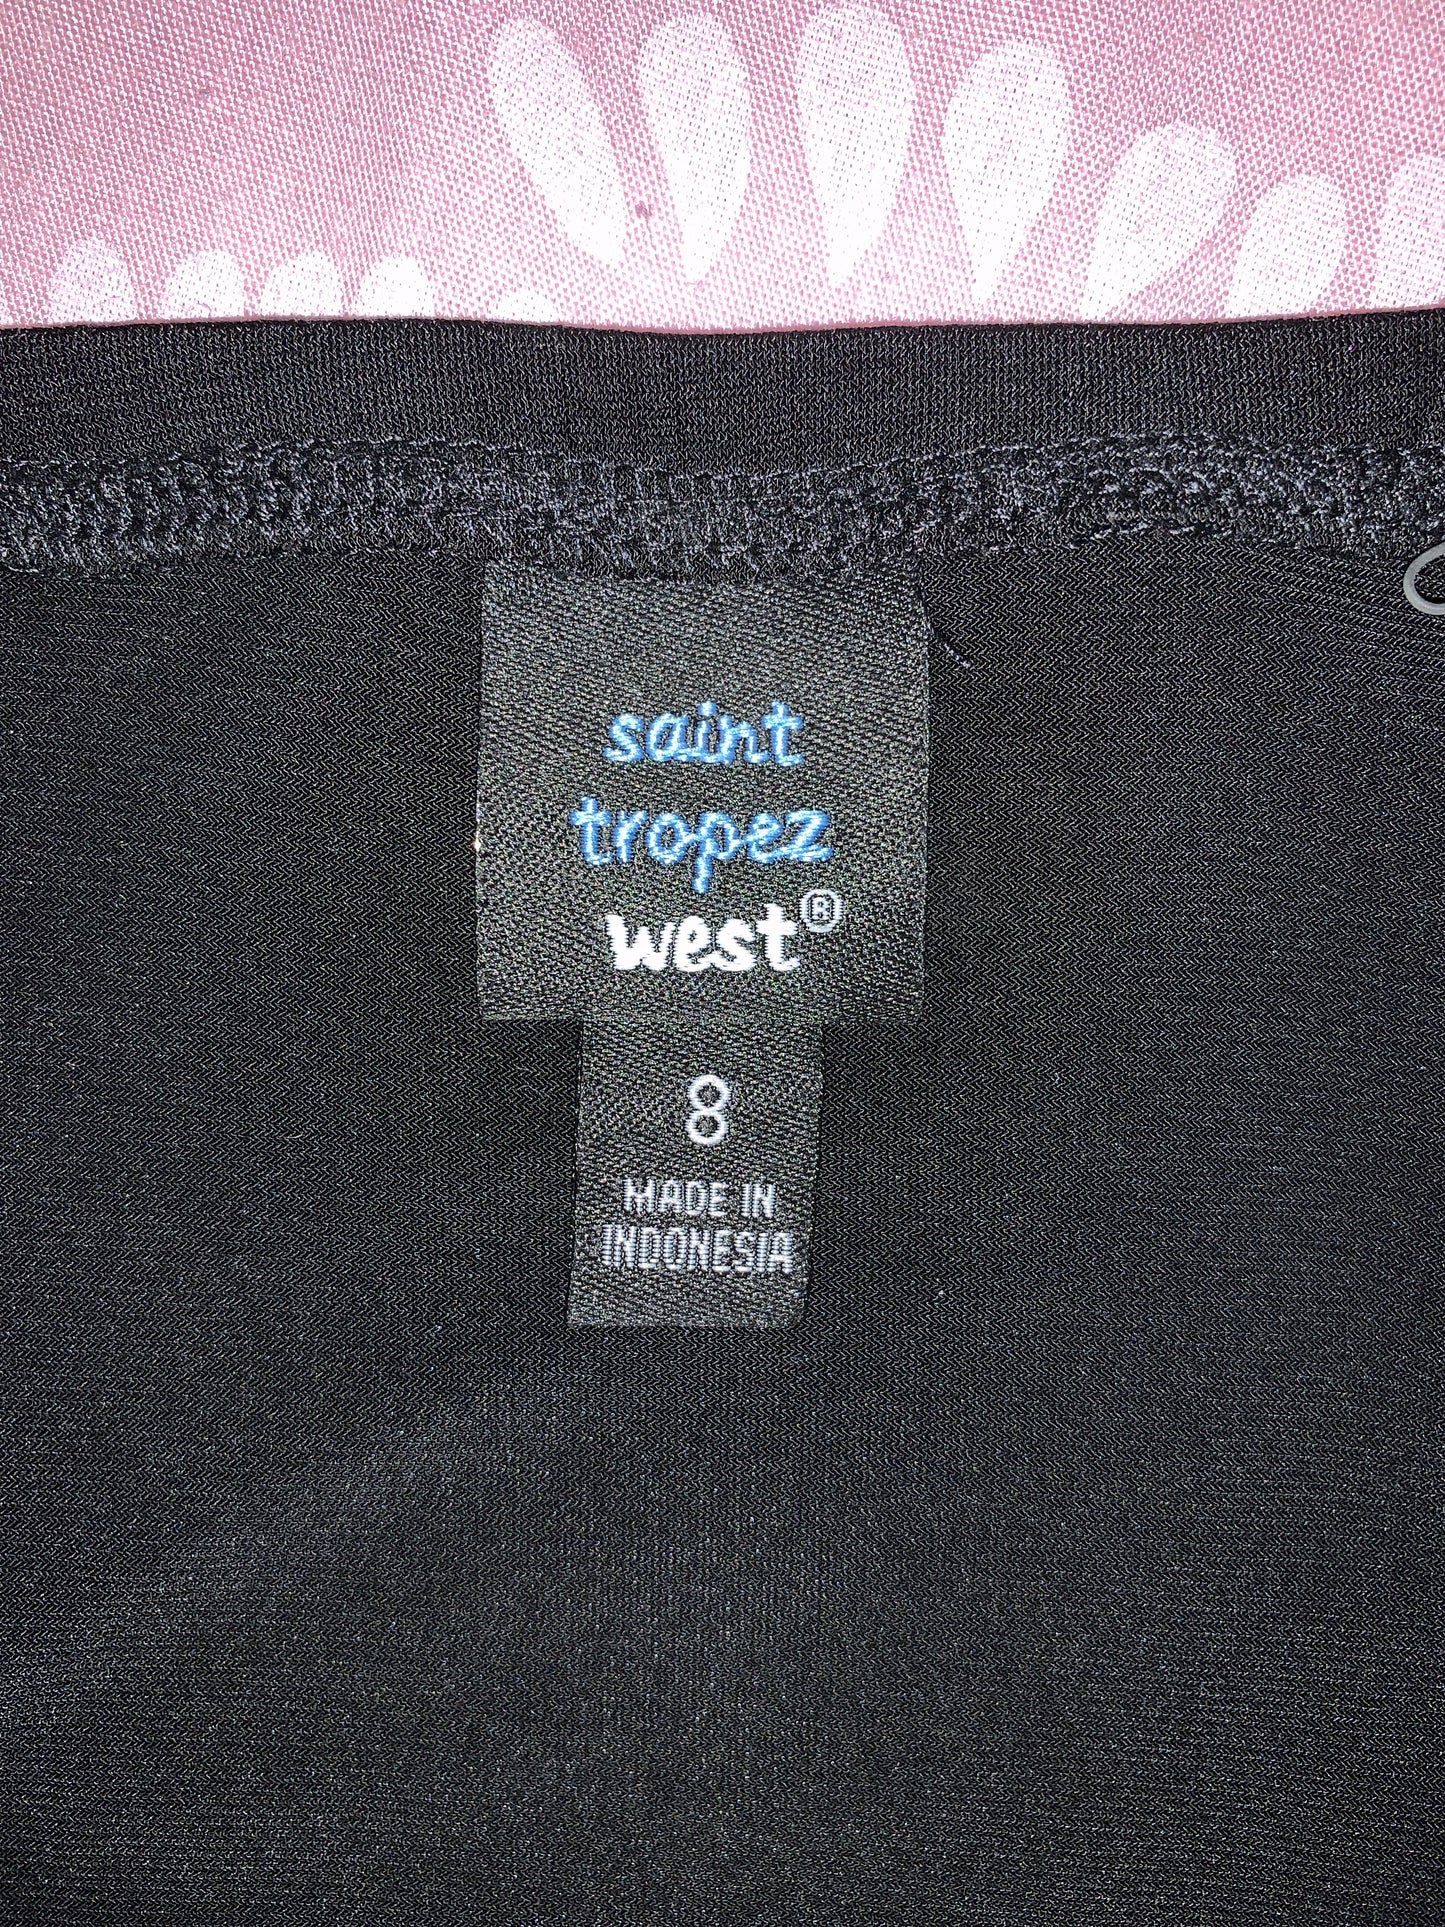 saint
tropez
west®
8
MADE IN
INDONESIA